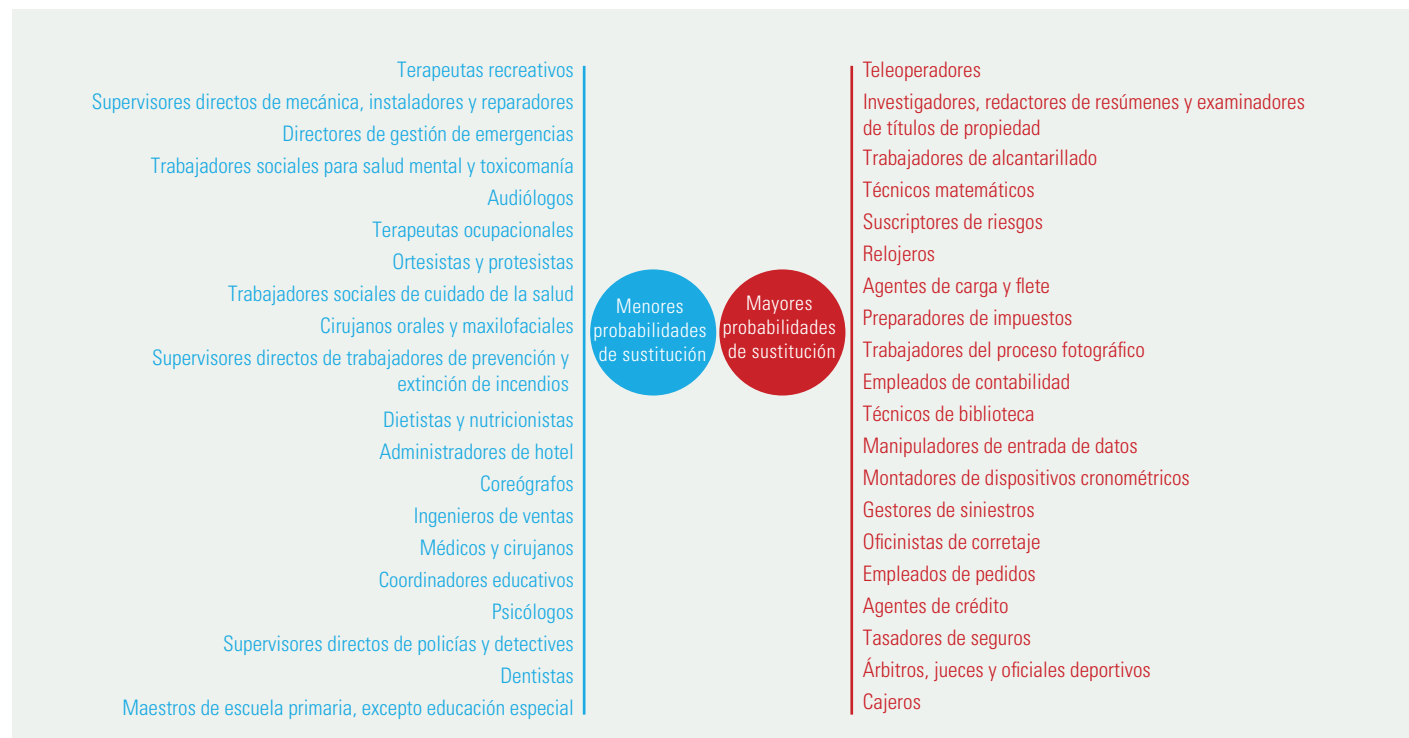 Terapeutas recreativos
Supervisores directos de mecánica, instaladores y reparadores
Directores de gestión de emergencias
Trabajadores sociales para salud mental y toxicomanía
Audiólogos
Terapeutas ocupacionales
Ortesistas y protesistas
Trabajadores sociales de cuidado de la salud
Cirujanos orales y maxilofaciales
Supervisores directos de trabajadores de prevención y
extinción de incendios
Dietistas y nutricionistas
Administradores de hotel
Coreógrafos
Ingenieros de ventas
Médicos y cirujanos
Coordinadores educativos
Psicólogos
Supervisores directos de policías y detectives
Dentistas
Maestros de escuela primaria, excepto educación especial
Menores
probabilidades
de sustitución
Mayores
probabilidades
de sustitución
Teleoperadores
Investigadores, redactores de resúmenes y examinadores
de títulos de propiedad
Trabajadores de alcantarillado
Técnicos matemáticos
Suscriptores de riesgos
Relojeros
Agentes de carga y flete
Preparadores de impuestos
Trabajadores del proceso fotográfico
Empleados de contabilidad
Técnicos de biblioteca
Manipuladores de entrada de datos
Montadores de dispositivos cronométricos
Gestores de siniestros
Oficinistas de corretaje
Empleados de pedidos
Agentes de crédito
Tasadores de seguros
Árbitros, jueces y oficiales deportivos
Cajeros